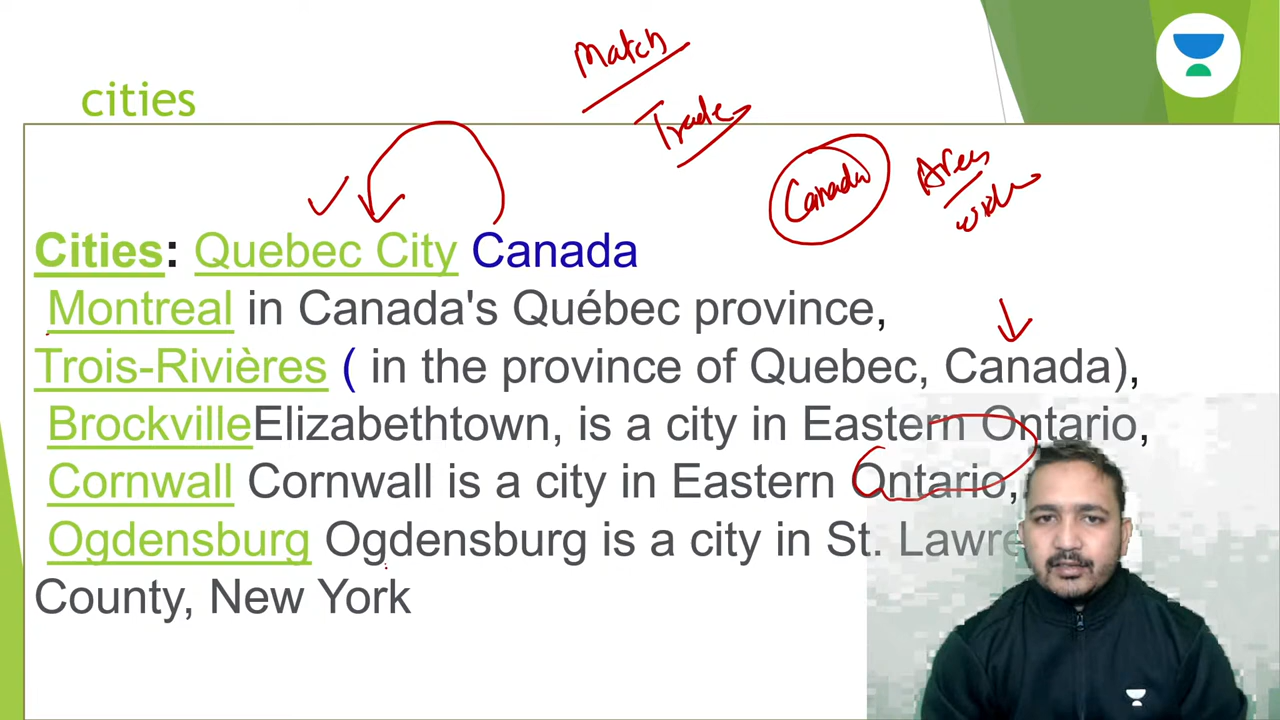 Match
cities
Trade
Canada
Area
wide
Cities: Quebec City Canada
Montreal in Canada's Québec province,
Trois-Rivières ( in the province of Quebec, Canada),
BrockvilleElizabethtown, is a city in Eastern Ontario,
Cornwall Cornwall is a city in Eastern Ontario,
Ogdensburg Ogdensburg is a city in St.
County, New York